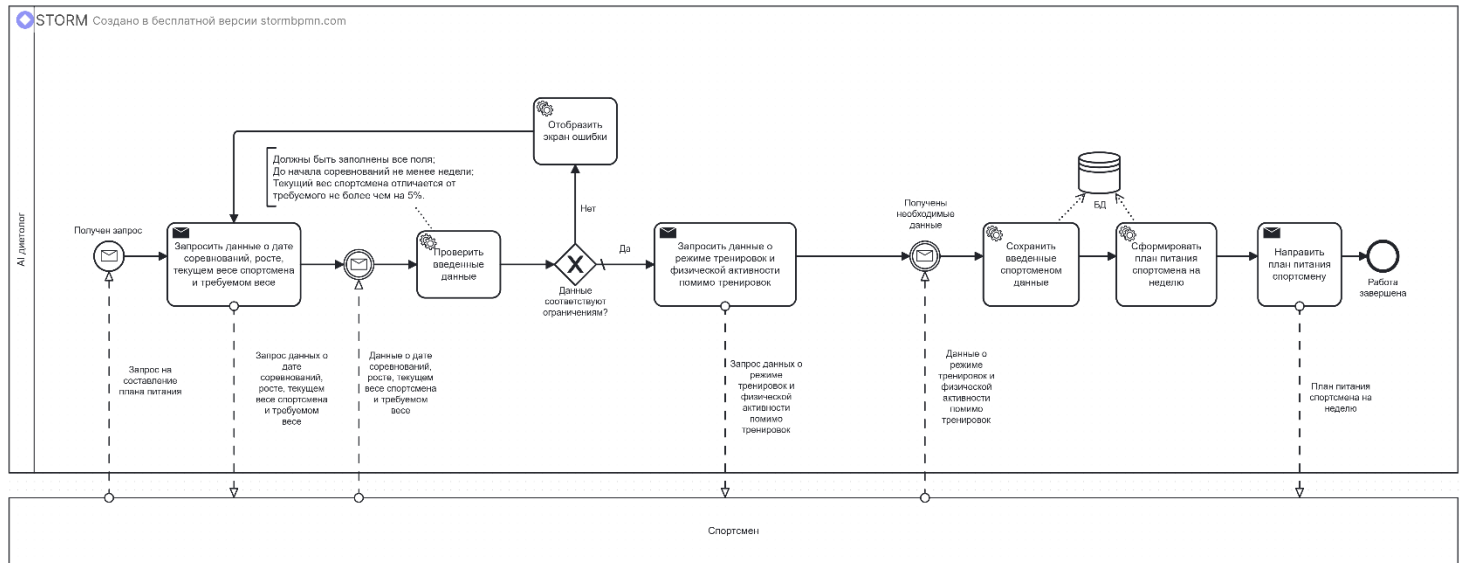 STORM Создано в бесплатной версии stormbpmn.com
AI диетолог
Отобразить
экран ошибки
Должны быть заполнены все поля;
До начала соревнований не менее недели;
Текущий вес спортсмена отличается от
требуемого не более чем на 5%.
Нет
Получен запрос
Запросить данные о дате
соревнований, росте,
текущем весе спортсмена
и требуемом весе
Проверить
введенные
данные
Данные
соответствуют
ограничениям?
Да
Запросить данные о
режиме тренировок и
физической активности
помимо тренировок
Получены
необходимые
данные
БД
Сохранить
введенные
спортсменом
данные
Сформировать
план питания
спортсмена на
неделю
Направить
план питания
спортсмену
Работа
завершена
Запрос на
составление
плана питания
Запрос данных о
дате
соревнований,
росте, текущем
весе спортсмена
и требуемом
весе
Данные о дате
соревнований,
росте, текущем
весе спортсмена
и требуемом
весе
Запрос данных о
режиме
тренировок и
физической
активности
помимо
тренировок
Данные о
режиме
тренировок и
физической
активности
помимо
тренировок
План питания
спортсмена на
неделю
Спортсмен